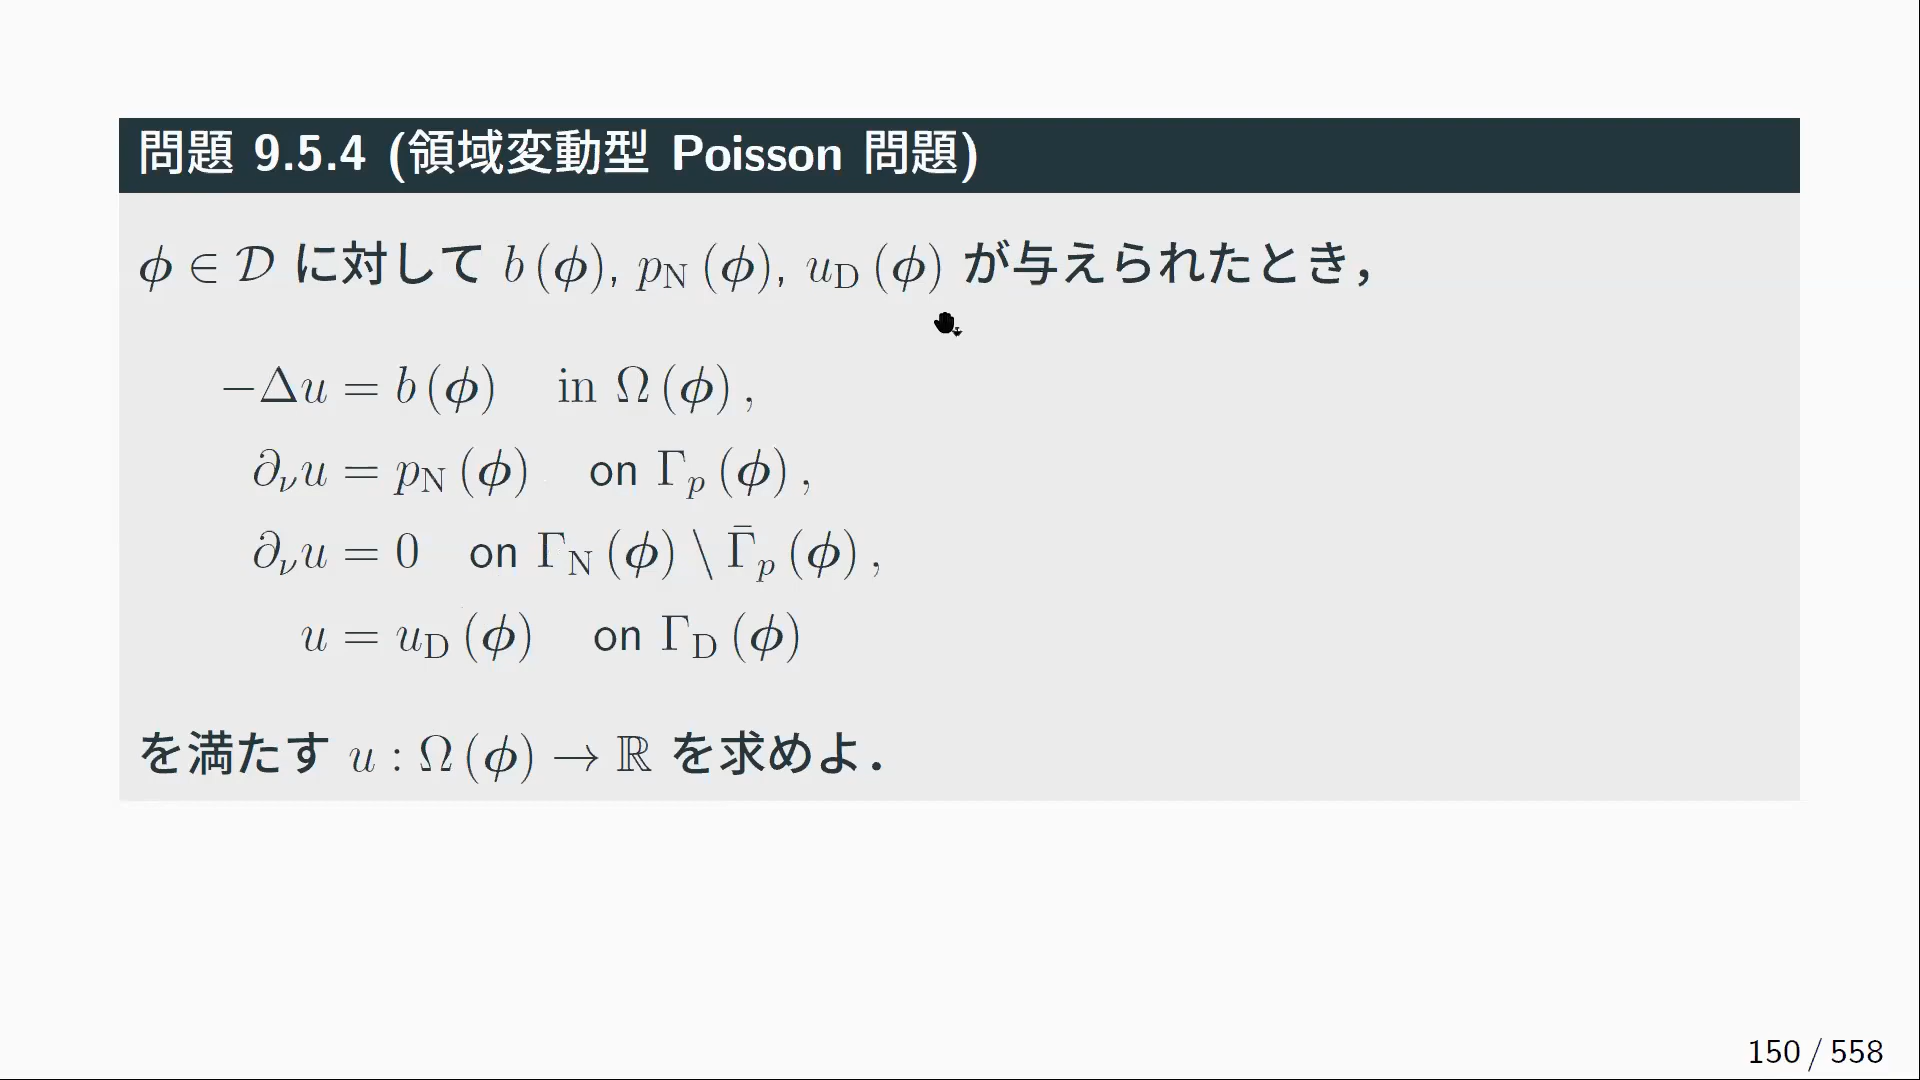 問題 9.5.4 (領域変動型 Poisson 問題)
ϕ ∈ 𝒟 に対して b (ϕ), p_N (ϕ), u_D (ϕ) が与えられたとき，
−Δu = b (ϕ) in Ω (ϕ) ,
∂_ν u = p_N (ϕ) on Γ_p (ϕ) ,
∂_ν u = 0 on Γ_N (ϕ) \ Γ̄_p (ϕ) ,
u = u_D (ϕ) on Γ_D (ϕ)
を満たす u : Ω (ϕ) → ℝ を求めよ．
150 / 558